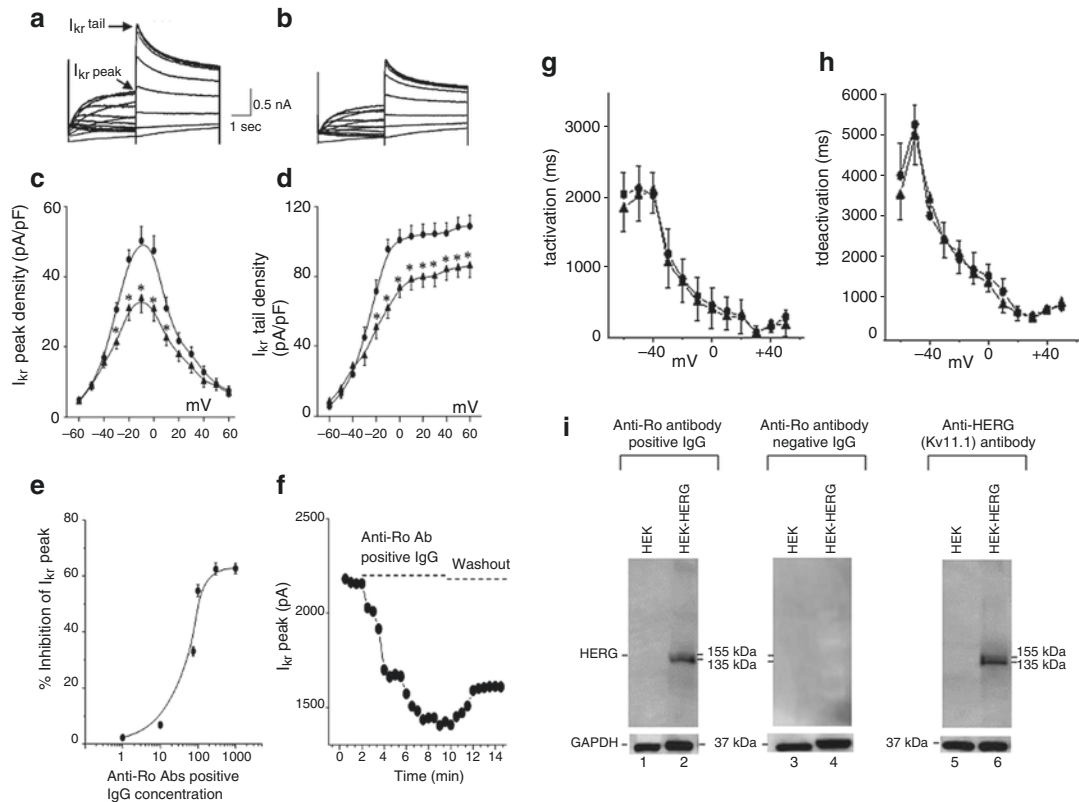 a
I_kr tail
I_kr peak
0.5 nA
1 sec
b
c
I_kr peak density (pA/pF)
60
40
20
0
mV
−60 −40 −20 0 20 40 60
d
I_kr tail density (pA/pF)
120
80
40
0
mV
−60 −40 −20 0 20 40 60
* * * * *
* * * * * * * * *
e
% Inhibition of I_kr peak
80
60
40
20
0
1 10 100 1000
Anti-Ro Abs positive
IgG concentration
f
I_kr peak (pA)
2500
2000
1500
Anti-Ro Ab
positive IgG
Washout
0 2 4 6 8 10 12 14
Time (min)
g
tactivation (ms)
3000
2000
1000
0
−40 0 +40
mV
h
tdeactivation (ms)
6000
5000
4000
3000
2000
1000
0
−40 0 +40
mV
i
Anti-Ro antibody
positive IgG
Anti-Ro antibody
negative IgG
Anti-HERG
(Kv11.1) antibody
HEK
HEK-HERG
HEK
HEK-HERG
HEK
HEK-HERG
HERG
155 kDa
135 kDa
155 kDa
135 kDa
GAPDH
37 kDa
37 kDa
1 2 3 4 5 6